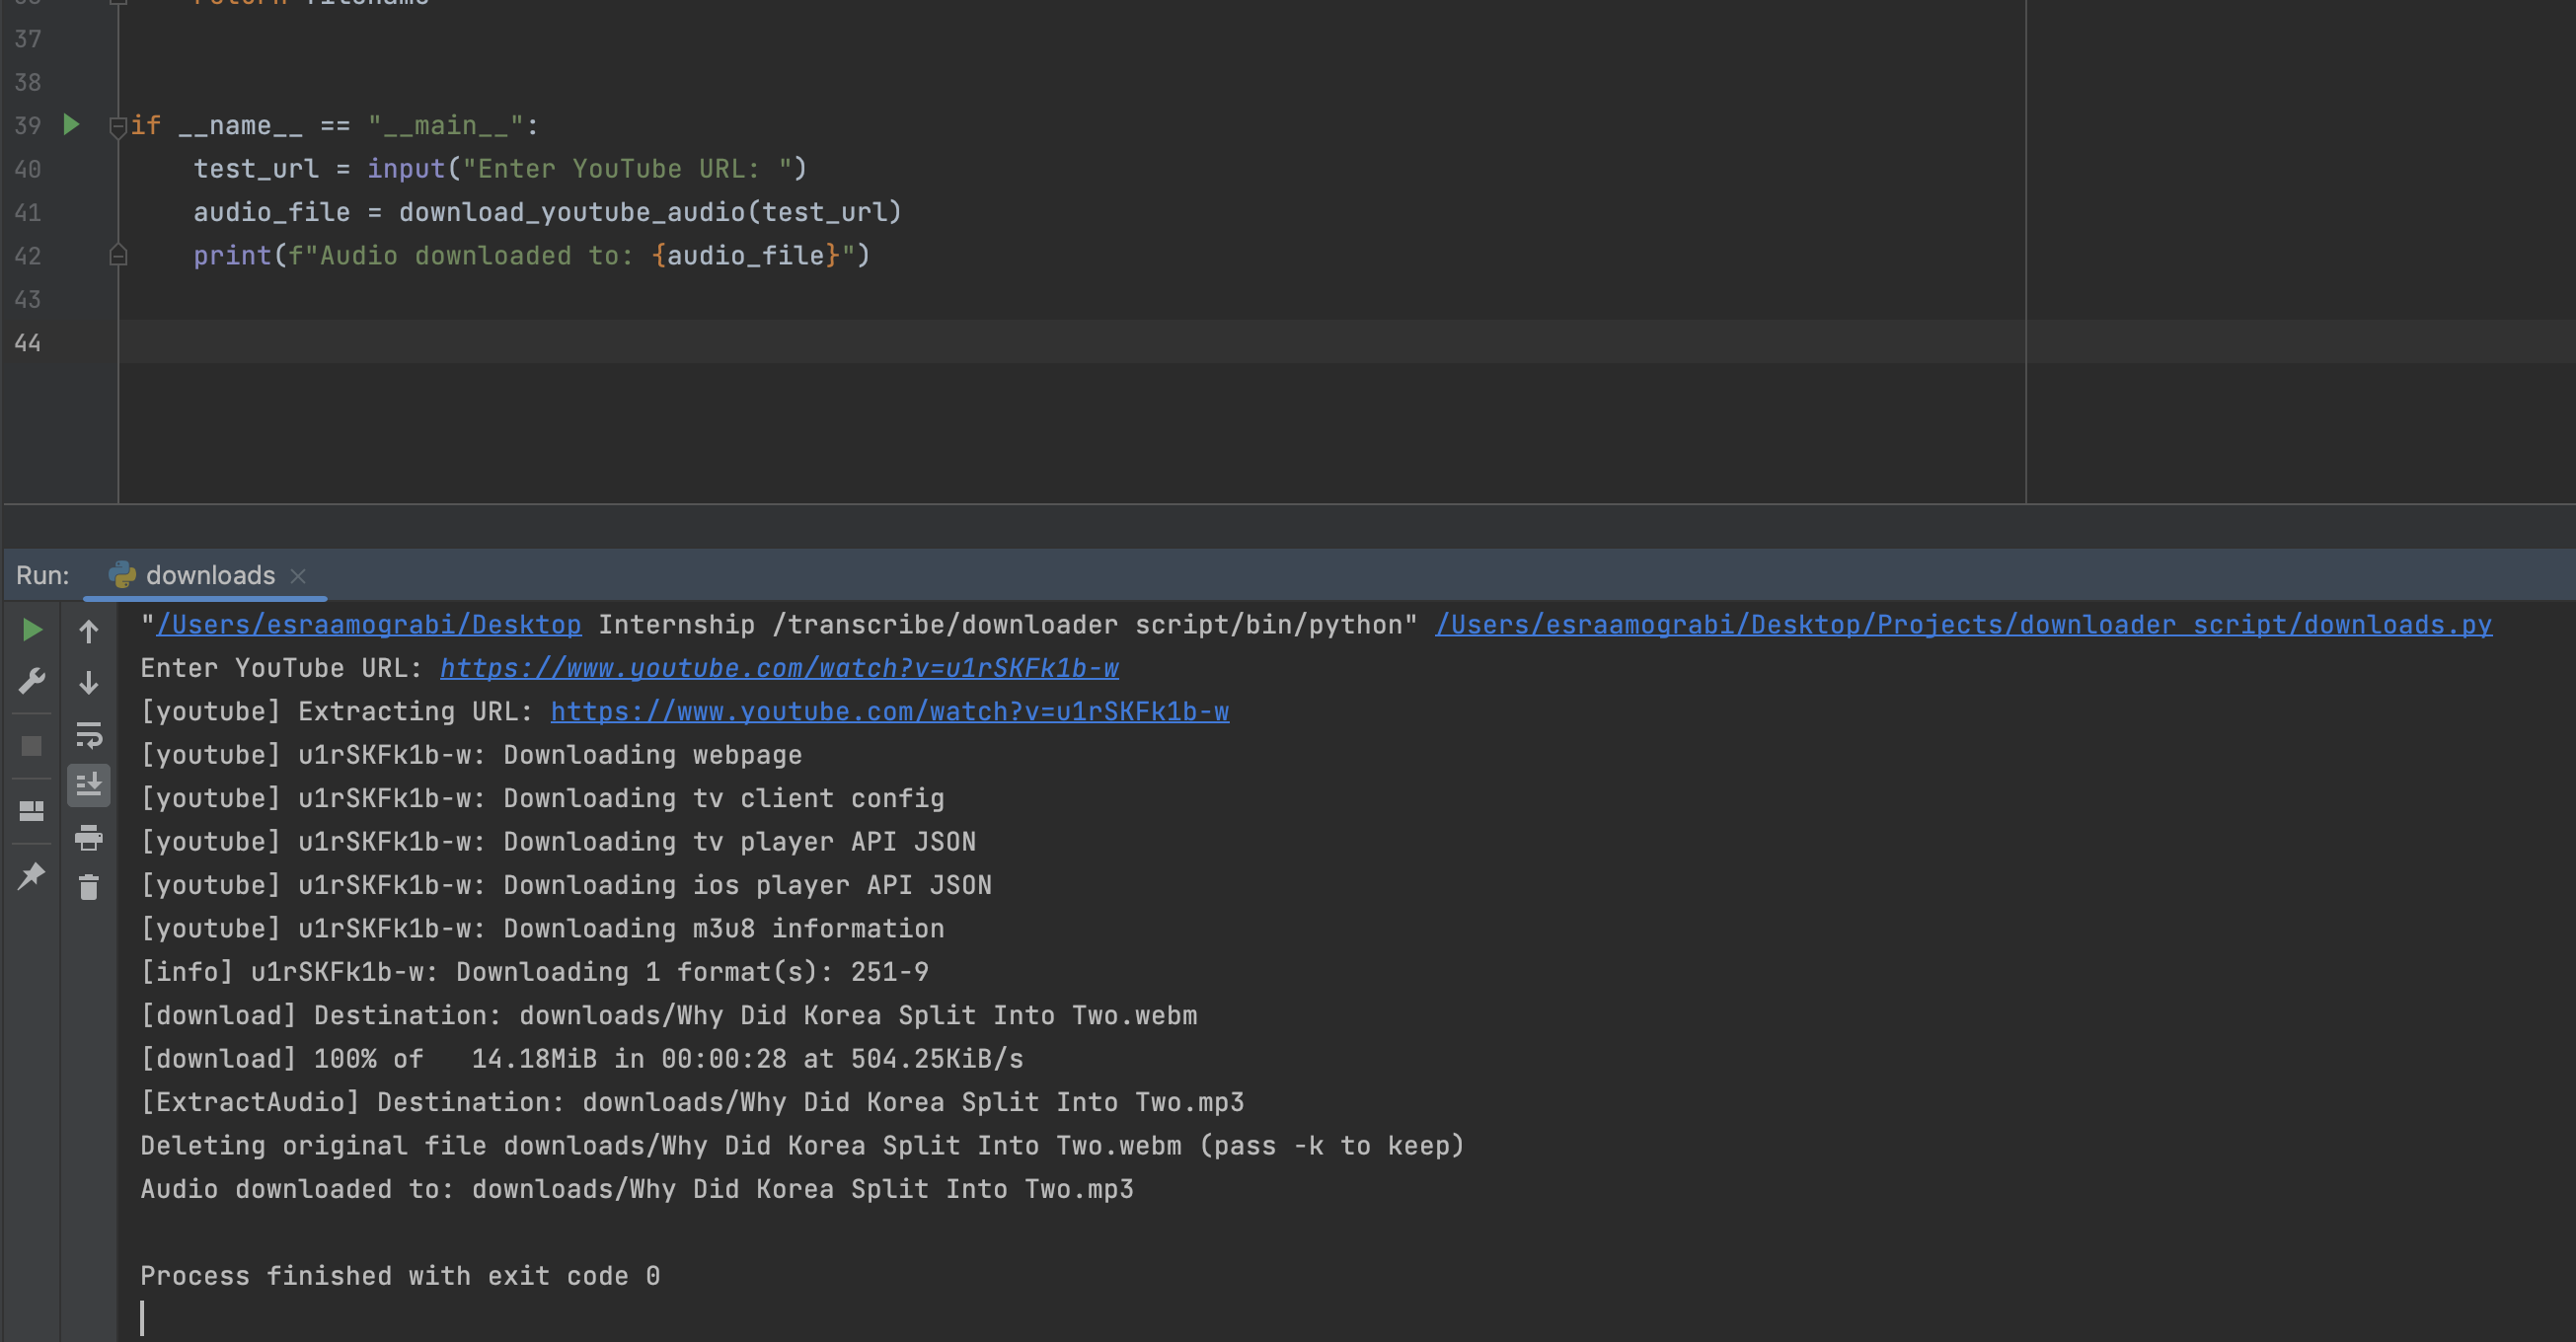 36 return filename
37
38
39 if __name__ == "__main__":
40 test_url = input("Enter YouTube URL: ")
41 audio_file = download_youtube_audio(test_url)
42 print(f"Audio downloaded to: {audio_file}")
43
44
Run: downloads
"/Users/esraamograbi/Desktop Internship /transcribe/downloader script/bin/python" /Users/esraamograbi/Desktop/Projects/downloader script/downloads.py
Enter YouTube URL: https://www.youtube.com/watch?v=u1rSKFk1b-w
[youtube] Extracting URL: https://www.youtube.com/watch?v=u1rSKFk1b-w
[youtube] u1rSKFk1b-w: Downloading webpage
[youtube] u1rSKFk1b-w: Downloading tv client config
[youtube] u1rSKFk1b-w: Downloading tv player API JSON
[youtube] u1rSKFk1b-w: Downloading ios player API JSON
[youtube] u1rSKFk1b-w: Downloading m3u8 information
[info] u1rSKFk1b-w: Downloading 1 format(s): 251-9
[download] Destination: downloads/Why Did Korea Split Into Two.webm
[download] 100% of   14.18MiB in 00:00:28 at 504.25KiB/s
[ExtractAudio] Destination: downloads/Why Did Korea Split Into Two.mp3
Deleting original file downloads/Why Did Korea Split Into Two.webm (pass -k to keep)
Audio downloaded to: downloads/Why Did Korea Split Into Two.mp3
Process finished with exit code 0